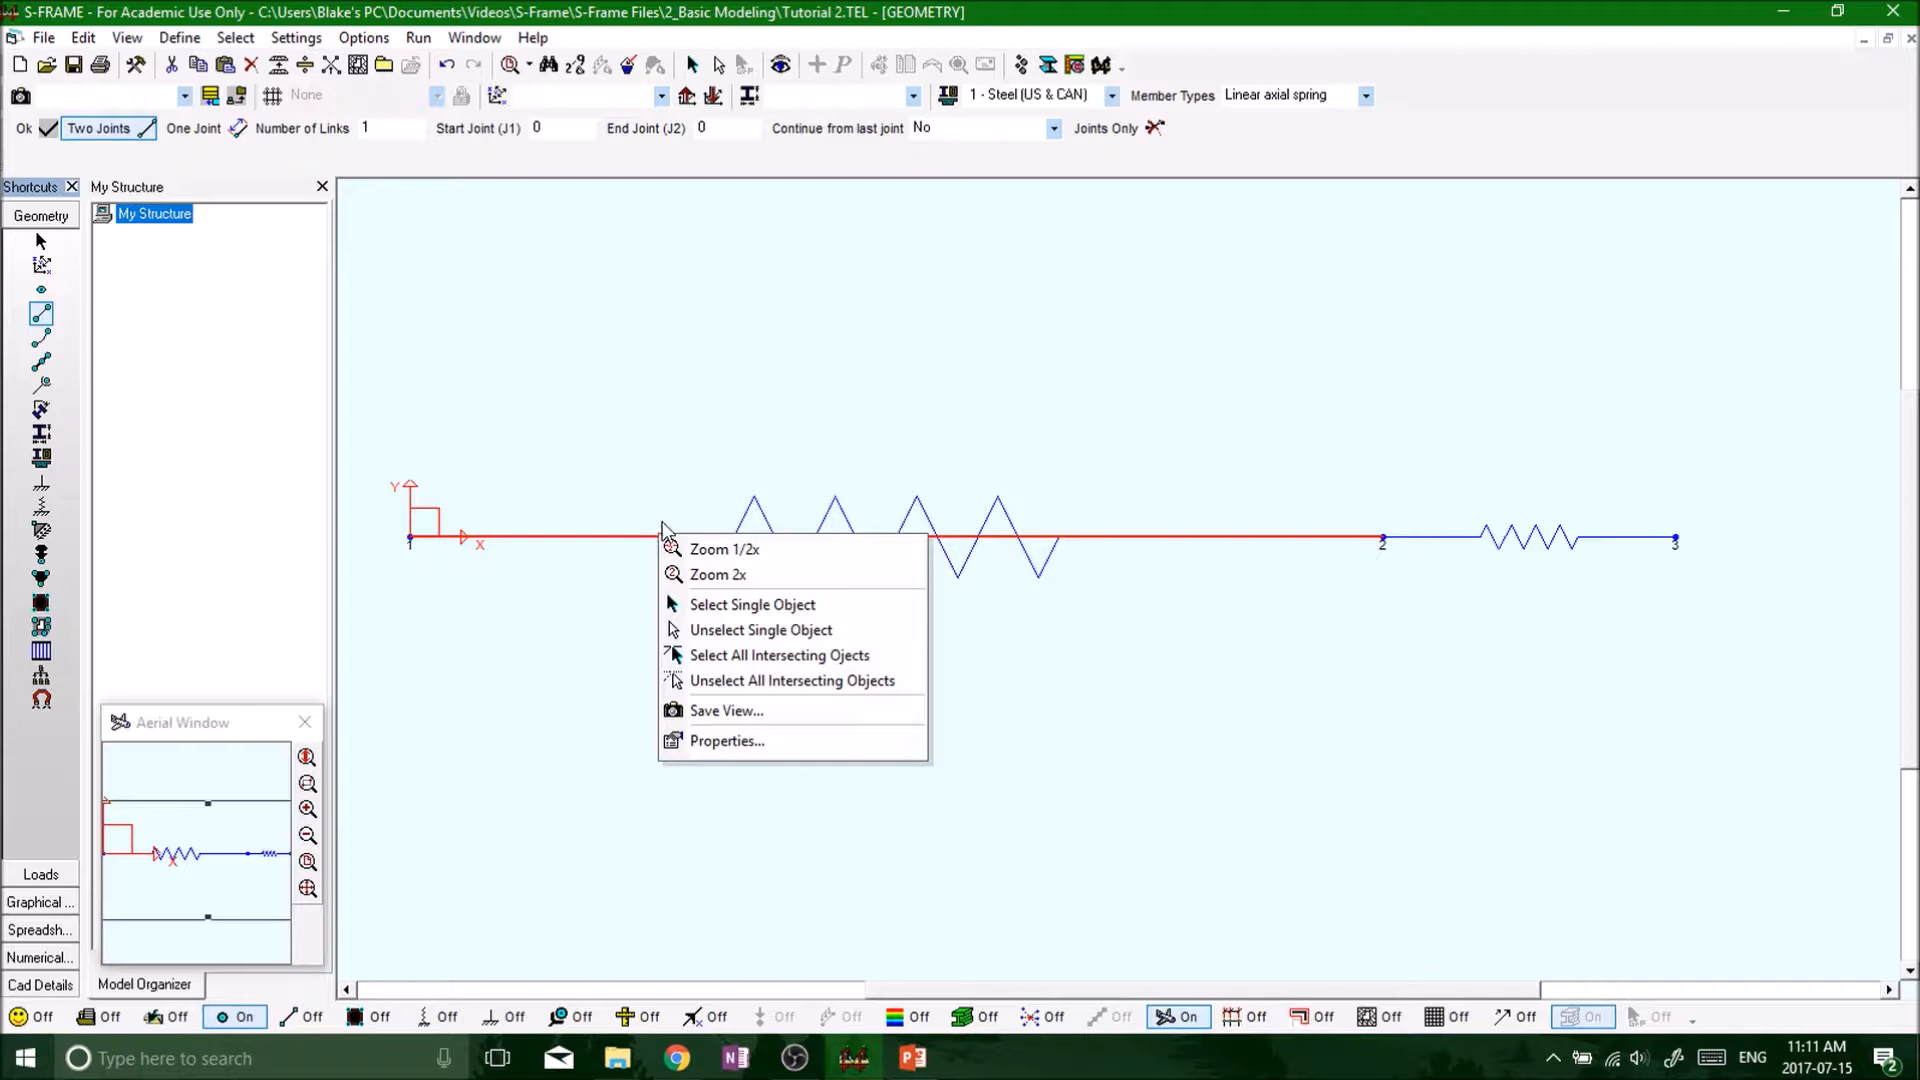 S-FRAME - For Academic Use Only - C:\Users\Blake's PC\Documents\Videos\S-Frame\S-Frame Files\2_Basic Modeling\Tutorial 2.TEL - [GEOMETRY]
File Edit View Define Select Settings Options Run Window Help
None 1 - Steel (US & CAN) Member Types Linear axial spring
Ok Two Joints One Joint Number of Links 1 Start Joint (J1) 0 End Joint (J2) 0 Continue from last joint No Joints Only
Shortcuts My Structure
Geometry My Structure
Y
X
1
2
3
Zoom 1/2x
Zoom 2x
Select Single Object
Unselect Single Object
Select All Intersecting Ojects
Unselect All Intersecting Objects
Save View...
Properties...
Aerial Window
X
Loads
Graphical ...
Spreadsh...
Numerical...
Cad Details
Model Organizer
Off Off Off On Off Off Off Off Off Off Off Off Off Off Off Off Off On Off Off Off Off Off On Off
Type here to search
ENG
11:11 AM
2017-07-15
2